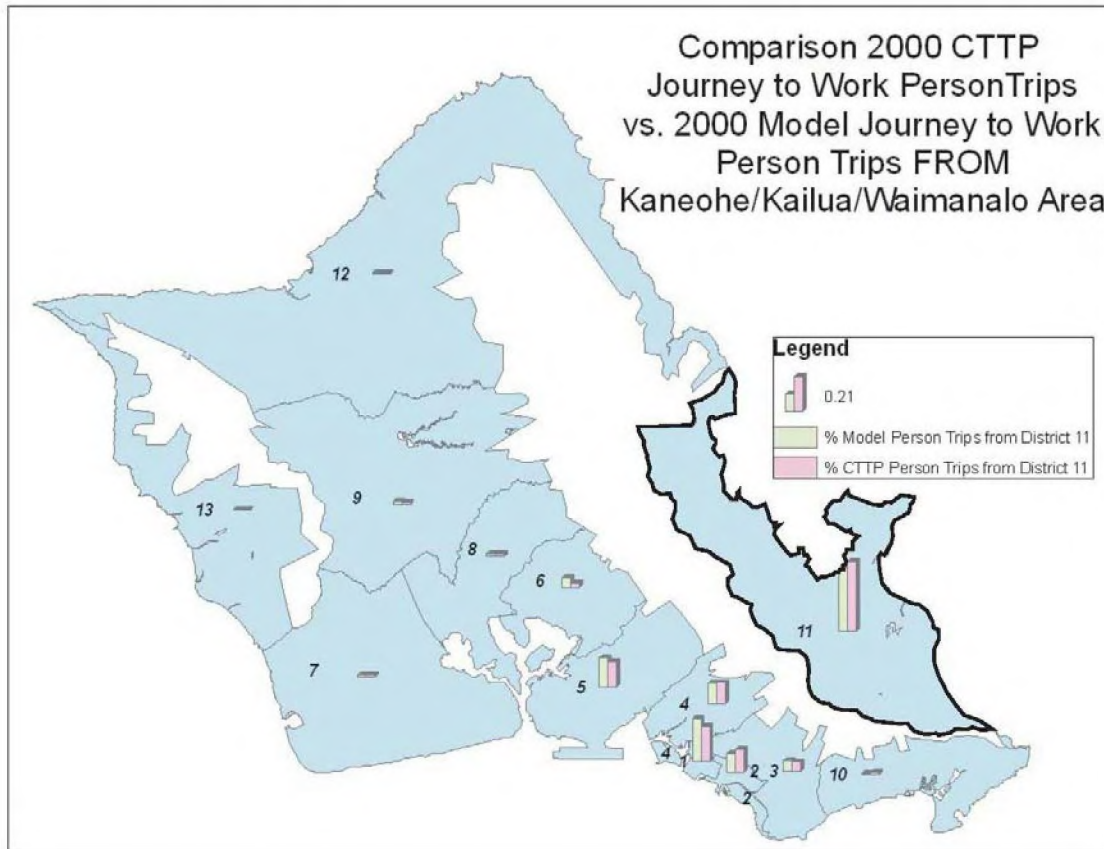 Comparison 2000 CTTP
Journey to Work PersonTrips
vs. 2000 Model Journey to Work
Person Trips FROM
Kaneohe/Kailua/Waimanalo Area
12
Legend
0.21
% Model Person Trips from District 11
% CTTP Person Trips from District 11
9
13
8
6
11
7
5
4
4
1
2
3
10
2